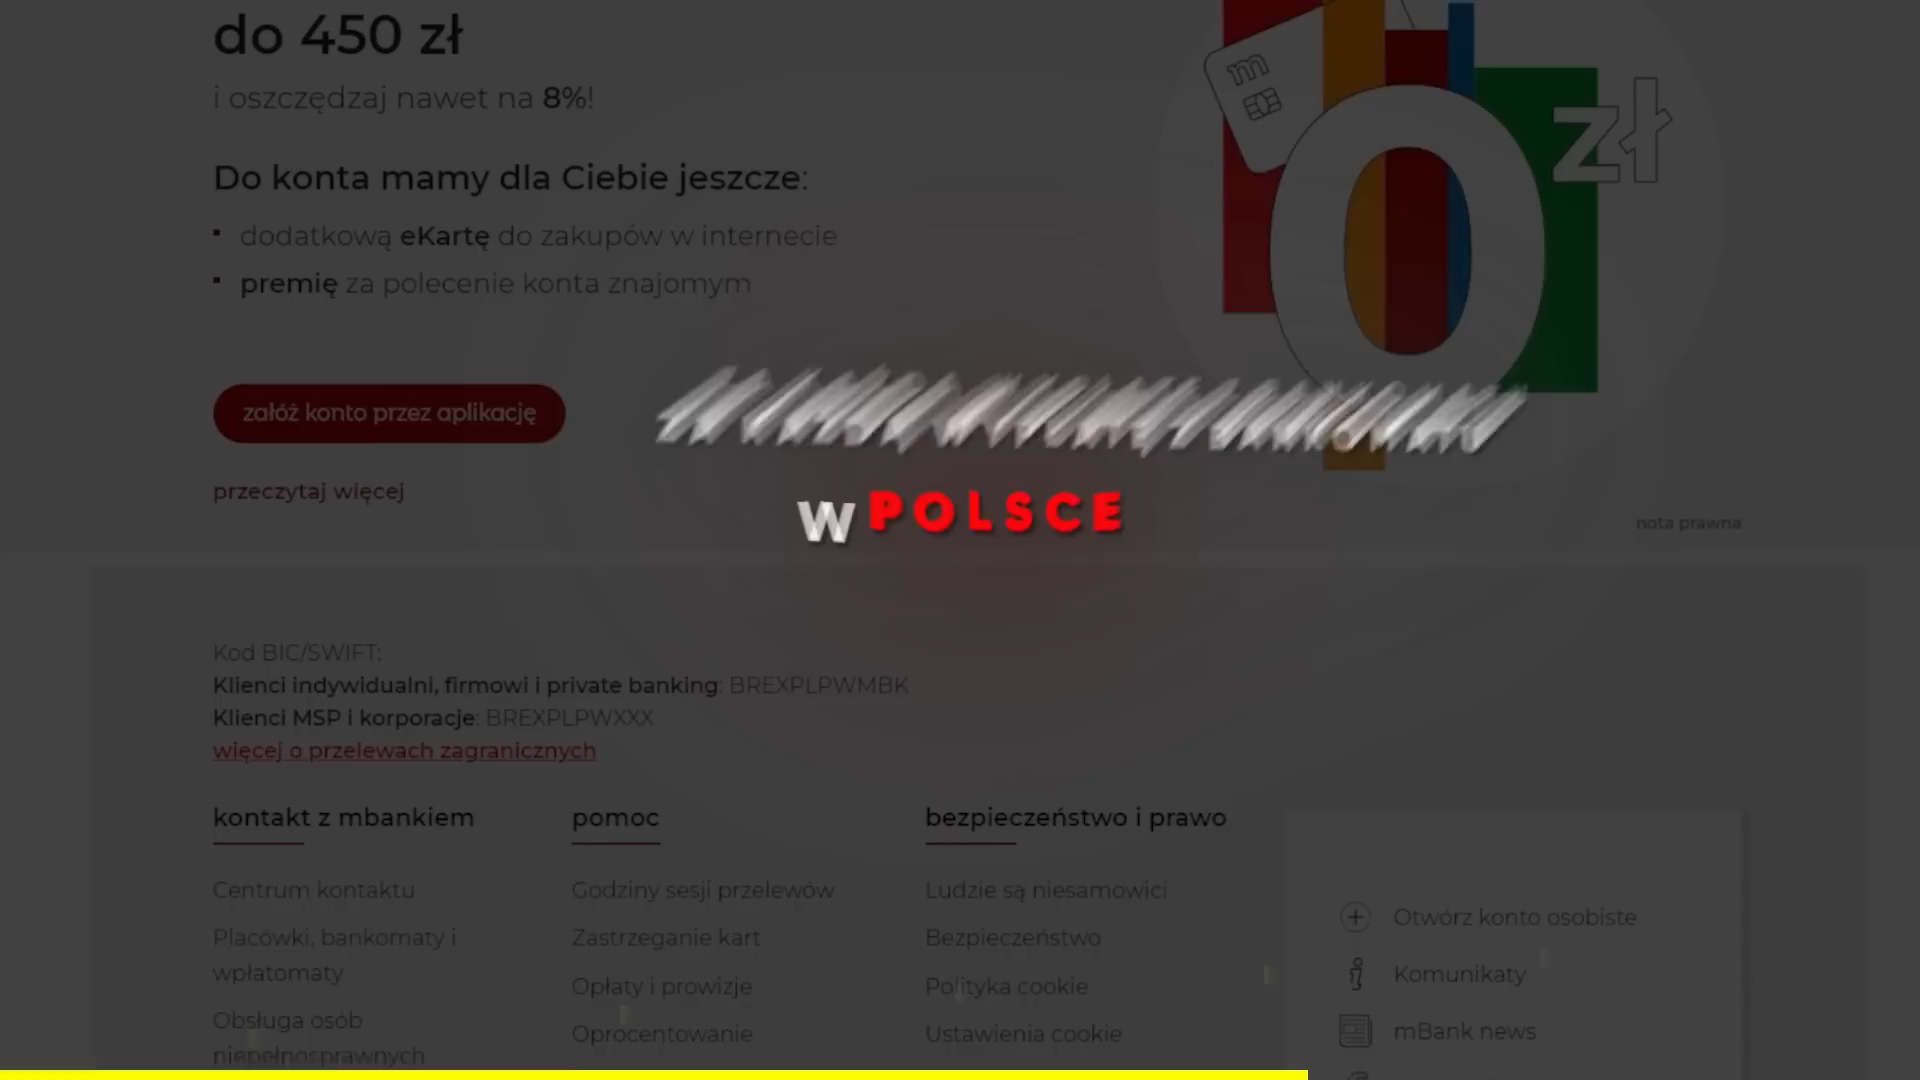 do 450 zł
i oszczędzaj nawet na 8%!
Do konta mamy dla Ciebie jeszcze:
dodatkową eKartę do zakupów w internecie
premię za polecenie konta znajomym
m
0 zł
załóż konto przez aplikację
przeczytaj więcej
w POLSCE
nota prawna
Kod BIC/SWIFT:
Klienci indywidualni, firmowi i private banking: BREXPLPWMBK
Klienci MSP i korporacje: BREXPLPWXXX
więcej o przelewach zagranicznych
kontakt z mbankiem
Centrum kontaktu
Placówki, bankomaty i
wpłatomaty
Obsługa osób
niepełnosprawnych
pomoc
Godziny sesji przelewów
Zastrzeganie kart
Opłaty i prowizje
Oprocentowanie
bezpieczeństwo i prawo
Ludzie są niesamowici
Bezpieczeństwo
Polityka cookie
Ustawienia cookie
Otwórz konto osobiste
Komunikaty
mBank news